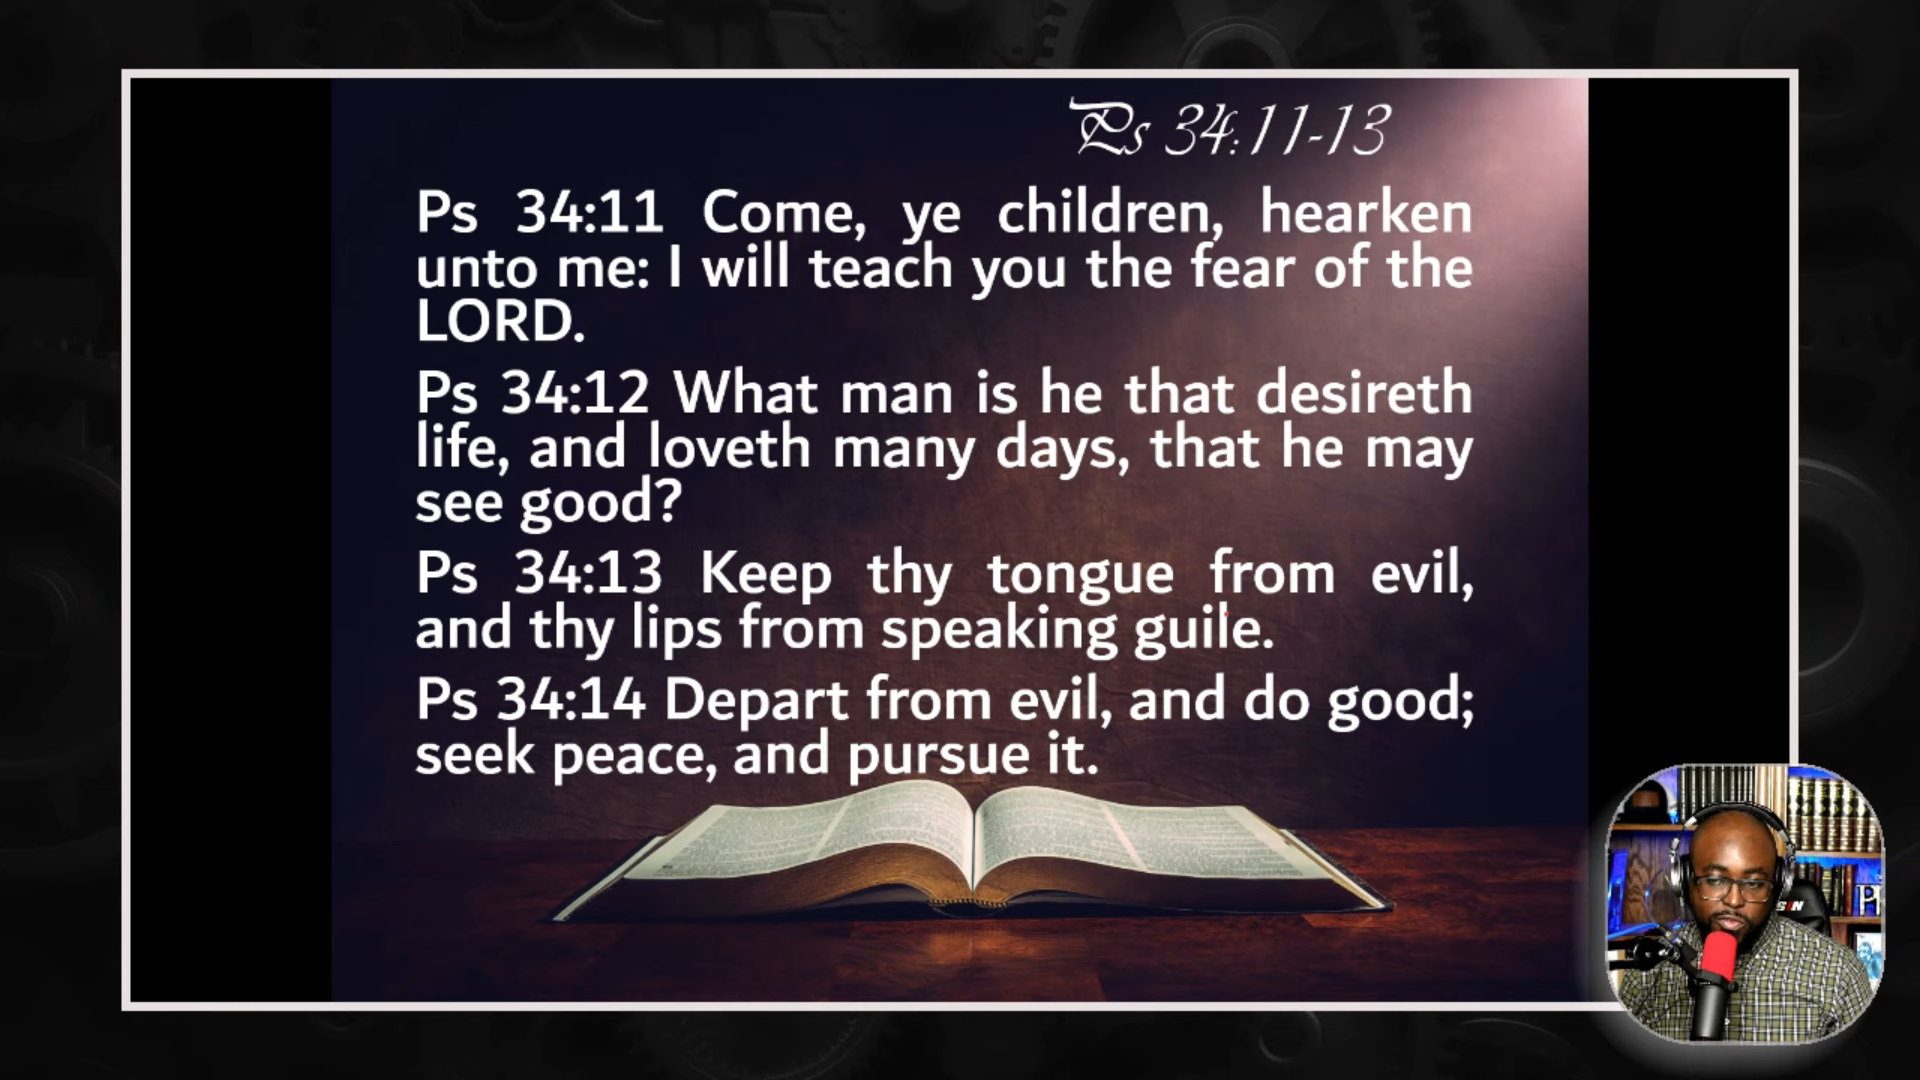 Ps 34:11-13
Ps 34:11 Come, ye children, hearken
unto me: I will teach you the fear of the
LORD.
Ps 34:12 What man is he that desireth
life, and loveth many days, that he may
see good?
Ps 34:13 Keep thy tongue from evil,
and thy lips from speaking guile.
Ps 34:14 Depart from evil, and do good;
seek peace, and pursue it.